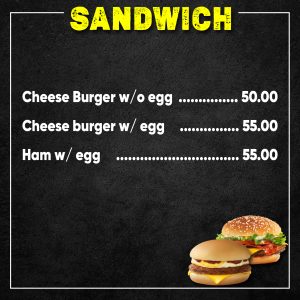 SANDWICH
Cheese Burger w/o egg ............... 50.00
Cheese burger w/ egg ............... 55.00
Ham w/ egg ............................... 55.00